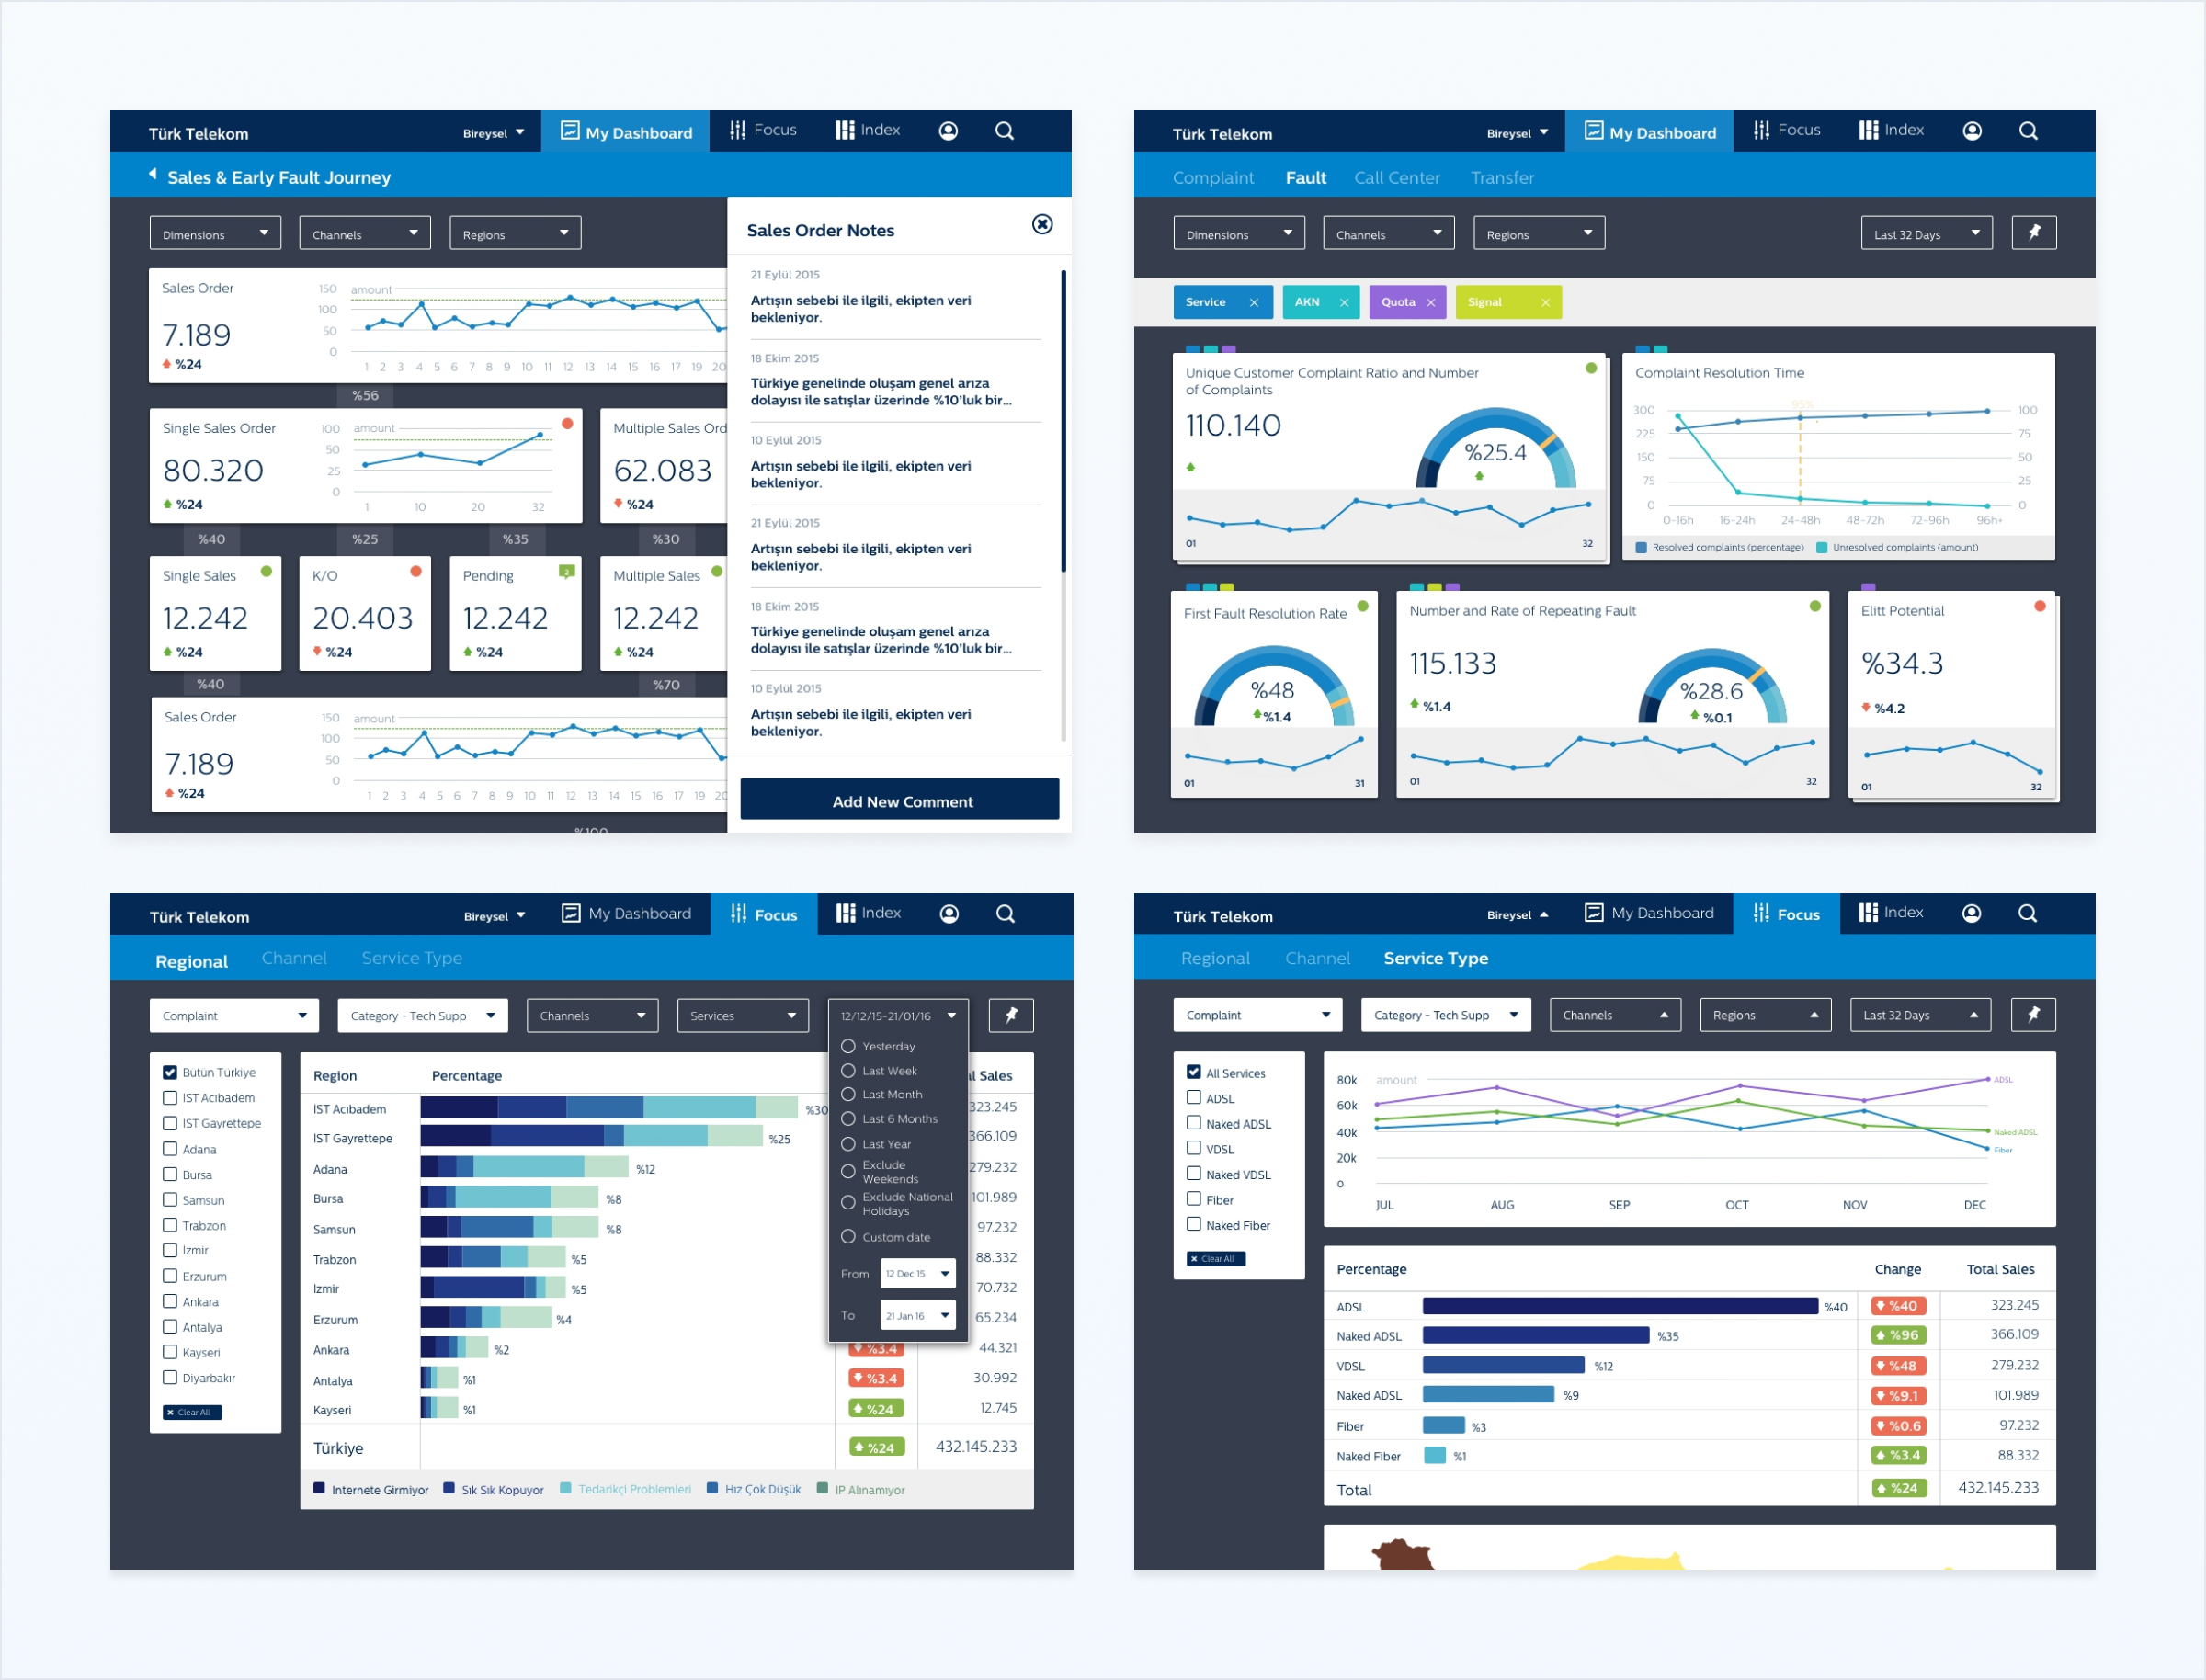 Türk Telekom
Bireysel
My Dashboard
Focus
Index
Sales & Early Fault Journey
Dimensions
Channels
Regions
Sales Order
7.189
%24
150 amount
100
50
0
1 2 3 4 5 6 7 8 9 10 11 12 13 14 15 16 17 19 20
%56
Single Sales Order
80.320
%24
100 amount
50
25
0
1 10 20 32
Multiple Sales Ord
62.083
%24
%40 %25 %35 %30
Single Sales
12.242
%24
K/O
20.403
%24
Pending
2
12.242
%24
Multiple Sales
12.242
%24
%40 %70
Sales Order
7.189
%24
150 amount
100
50
0
1 2 3 4 5 6 7 8 9 10 11 12 13 14 15 16 17 19 20
%100
Sales Order Notes
21 Eylül 2015
Artışın sebebi ile ilgili, ekipten veri
bekleniyor.
18 Ekim 2015
Türkiye genelinde oluşam genel arıza
dolayısı ile satışlar üzerinde %10'luk bir...
10 Eylül 2015
Artışın sebebi ile ilgili, ekipten veri
bekleniyor.
21 Eylül 2015
Artışın sebebi ile ilgili, ekipten veri
bekleniyor.
18 Ekim 2015
Türkiye genelinde oluşam genel arıza
dolayısı ile satışlar üzerinde %10'luk bir...
10 Eylül 2015
Artışın sebebi ile ilgili, ekipten veri
bekleniyor.
Add New Comment
Türk Telekom
Bireysel
My Dashboard
Focus
Index
Complaint Fault Call Center Transfer
Dimensions
Channels
Regions
Last 32 Days
Service
AKN
Quota
Signal
Unique Customer Complaint Ratio and Number
of Complaints
110.140
%25.4
01 32
Complaint Resolution Time
95%
300 100
225 75
150 50
75 25
0 0
0-16h 16-24h 24-48h 48-72h 72-96h 96h+
Resolved complaints (percentage) Unresolved complaints (amount)
First Fault Resolution Rate
%48
%1.4
01 31
Number and Rate of Repeating Fault
115.133
%1.4
%28.6
%0.1
01 32
Elitt Potential
%34.3
%4.2
01 32
Türk Telekom
Bireysel
My Dashboard
Focus
Index
Regional Channel Service Type
Complaint
Category - Tech Supp
Channels
Services
12/12/15-21/01/16
Yesterday
Last Week
Last Month
Last 6 Months
Last Year
Exclude
Weekends
Exclude National
Holidays
Custom date
From 12 Dec 15
To 21 Jan 16
Bütün Türkiye
IST Acıbadem
IST Gayrettepe
Adana
Bursa
Samsun
Trabzon
Izmir
Erzurum
Ankara
Antalya
Kayseri
Diyarbakır
Clear All
Region Percentage al Sales
IST Acıbadem %30 323.245
IST Gayrettepe %25 366.109
Adana %12 279.232
Bursa %8 101.989
Samsun %8 97.232
Trabzon %5 88.332
Izmir %5 70.732
Erzurum %4 65.234
Ankara %2 %3.4 44.321
Antalya %1 %3.4 30.992
Kayseri %1 %24 12.745
Türkiye %24 432.145.233
Internete Girmiyor Sık Sık Kopuyor Tedarikçi Problemleri Hız Çok Düşük IP Alınamıyor
Türk Telekom
Bireysel
My Dashboard
Focus
Index
Regional Channel Service Type
Complaint
Category - Tech Supp
Channels
Regions
Last 32 Days
All Services
ADSL
Naked ADSL
VDSL
Naked VDSL
Fiber
Naked Fiber
Clear All
80k amount ADSL
60k
40k Naked ADSL
Fiber
20k
0
JUL AUG SEP OCT NOV DEC
Percentage Change Total Sales
ADSL %40 %40 323.245
Naked ADSL %35 %96 366.109
VDSL %12 %48 279.232
Naked ADSL %9 %9.1 101.989
Fiber %3 %0.6 97.232
Naked Fiber %1 %3.4 88.332
Total %24 432.145.233